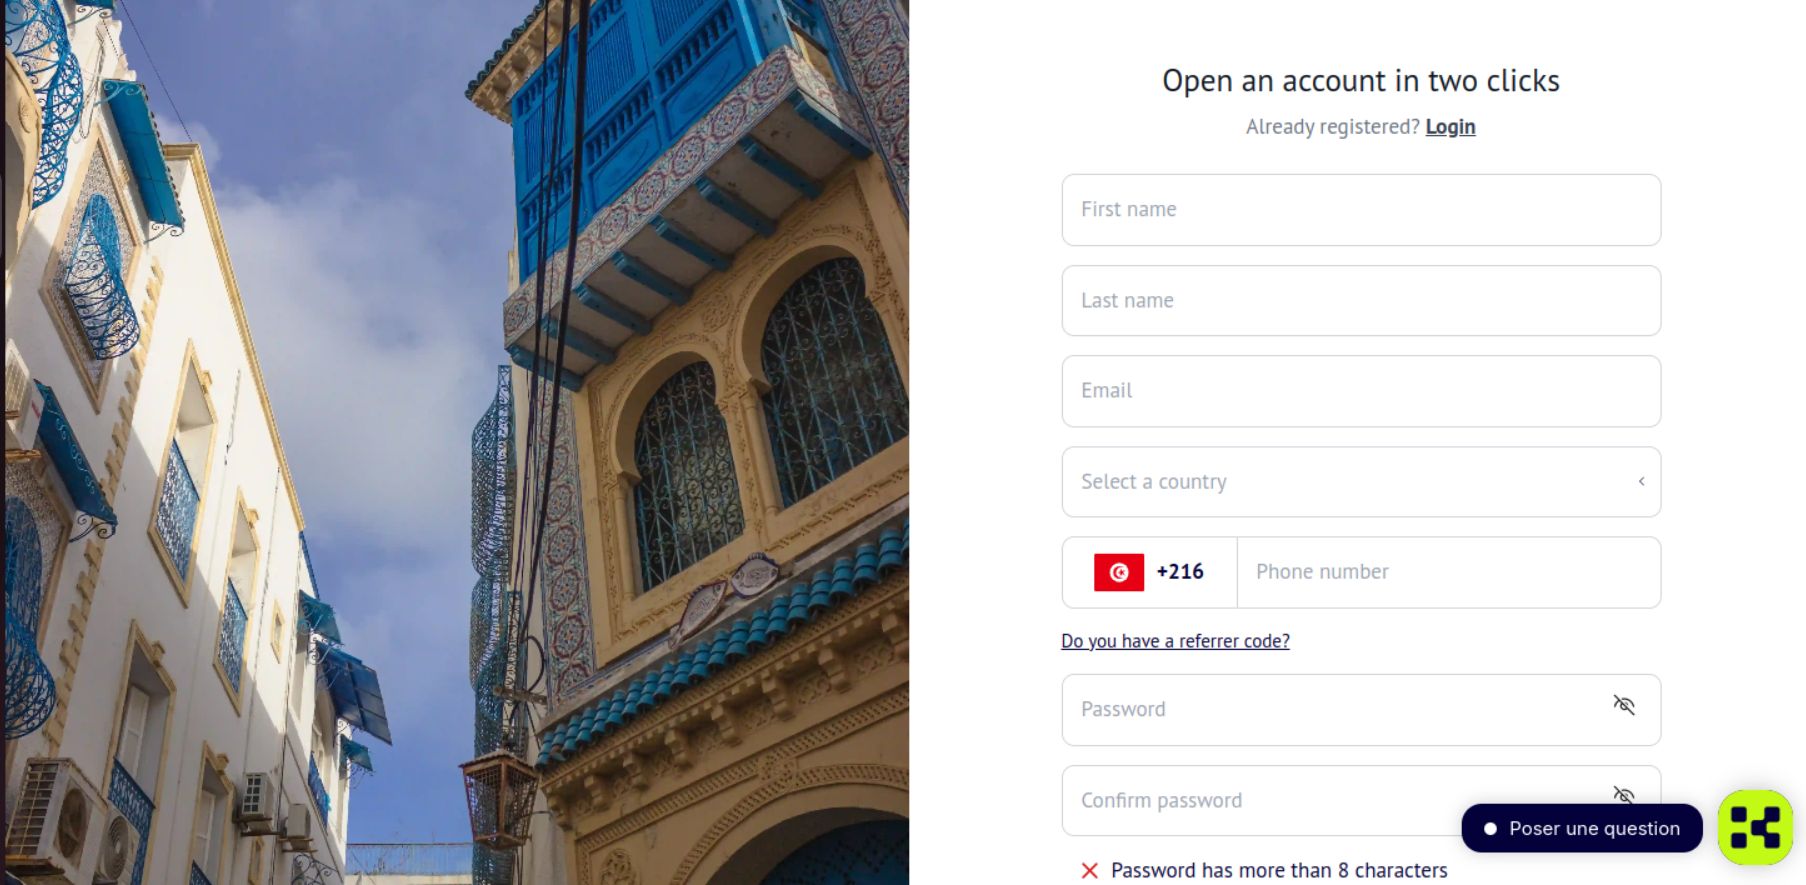 Open an account in two clicks
Already registered? Login
First name
Last name
Email
Select a country
+216 Phone number
Do you have a referrer code?
Password
Confirm password
Poser une question
Password has more than 8 characters